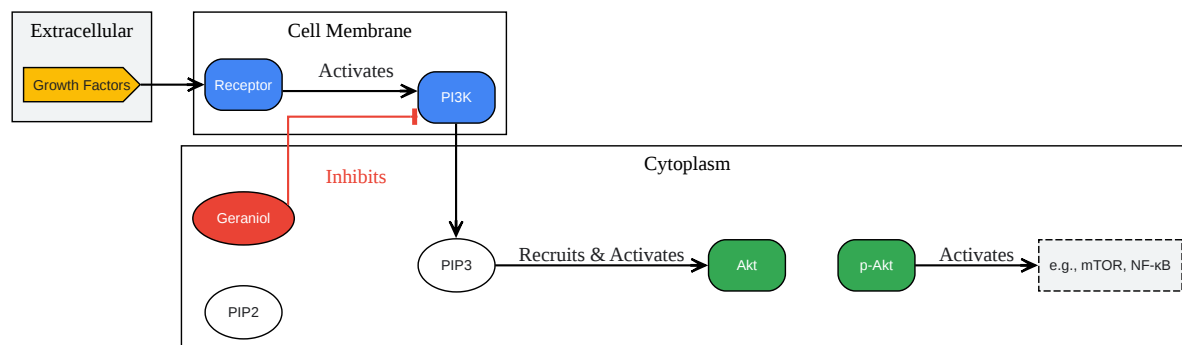 Extracellular
Cell Membrane
Growth Factors
Receptor
Activates
PI3K
Cytoplasm
Inhibits
Geraniol
PIP3
Recruits & Activates
Akt
p-Akt
Activates
e.g., mTOR, NF-κB
PIP2